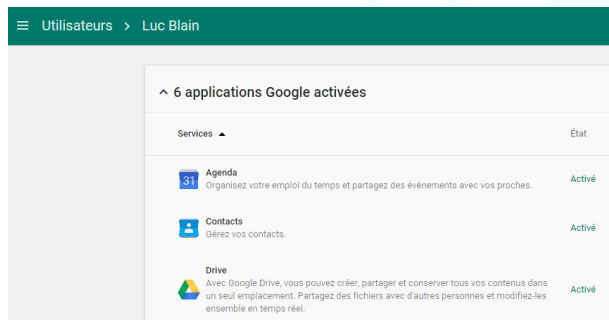 Utilisateurs > Luc Blain
6 applications Google activées
Services État
31
Agenda
Organisez votre emploi du temps et partagez des événements avec vos proches.
Activé
Contacts
Gérez vos contacts.
Activé
Drive
Avec Google Drive, vous pouvez créer, partager et conserver tous vos contenus dans
un seul emplacement. Partagez des fichiers avec d'autres personnes et modifiez-les
ensemble en temps réel.
Activé